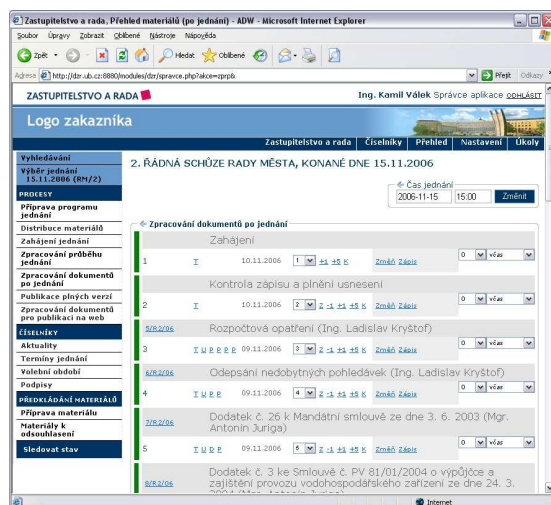 Zastupitelstvo a rada, Přehled materiálů (po jednání) - ADW - Microsoft Internet Explorer
Soubor Úpravy Zobrazit Oblíbené Nástroje Nápověda
Zpět Hledat Oblíbené
Adresa http://dzr.ub.cz:8880/modules/dzr/spravce.php?akce=zprp& Přejít Odkazy
ZASTUPITELSTVO A RADA Ing. Kamil Válek Správce aplikace ODHLÁSIT
Logo zakazníka
Zastupitelstvo a rada Číselníky Přehled Nastavení Úkoly
Vyhledávání
Výběr jednání
15.11.2006 (RM/2)
PROCESY
Příprava programu
jednání
Distribuce materiálů
Zahájení jednání
Zpracování průběhu
jednání
Zpracování dokumentů
po jednání
Publikace plných verzí
Zpracování dokumentů
pro publikaci na web
ČÍSELNÍKY
Aktuality
Termíny jednání
Volební období
Podpisy
PŘEDKLÁDÁNÍ MATERIÁLŮ
Příprava materiálu
Materiály k
odsouhlasení
Sledovat stav
2. ŘÁDNÁ SCHŮZE RADY MĚSTA, KONANÉ DNE 15.11.2006
Čas jednání
2006-11-15 15:00 Změnit
Zpracování dokumentů po jednání
Zahájení
1 T 10.11.2006 1 +1 +5 K Změň Zápis 0 včas
Kontrola zápisu a plnění usnesení
2 T 10.11.2006 2 Z -1 +1 +5 K Změň Zápis 0 včas
5/R2/06 Rozpočtová opatření (Ing. Ladislav Kryštof)
3 T U P P P 09.11.2006 3 Z -1 +1 +5 K Změň Zápis 0 včas
6/R2/06 Odepsání nedobytných pohledávek (Ing. Ladislav Kryštof)
4 T U P P 09.11.2006 4 Z -1 +1 +5 K Změň Zápis 0 včas
7/R2/06 Dodatek č. 26 k Mandátní smlouvě ze dne 3. 6. 2003 (Mgr.
Antonín Juriga)
5 T U D P 09.11.2006 5 Z -1 +1 +5 K Změň Zápis 0 včas
8/R2/06 Dodatek č. 3 ke Smlouvě č. PV 81/01/2004 o výpůjčce a
zajištění provozu vodohospodářského zařízení ze dne 24. 3.
2004 (Mgr. Antonín Juriga)
Internet